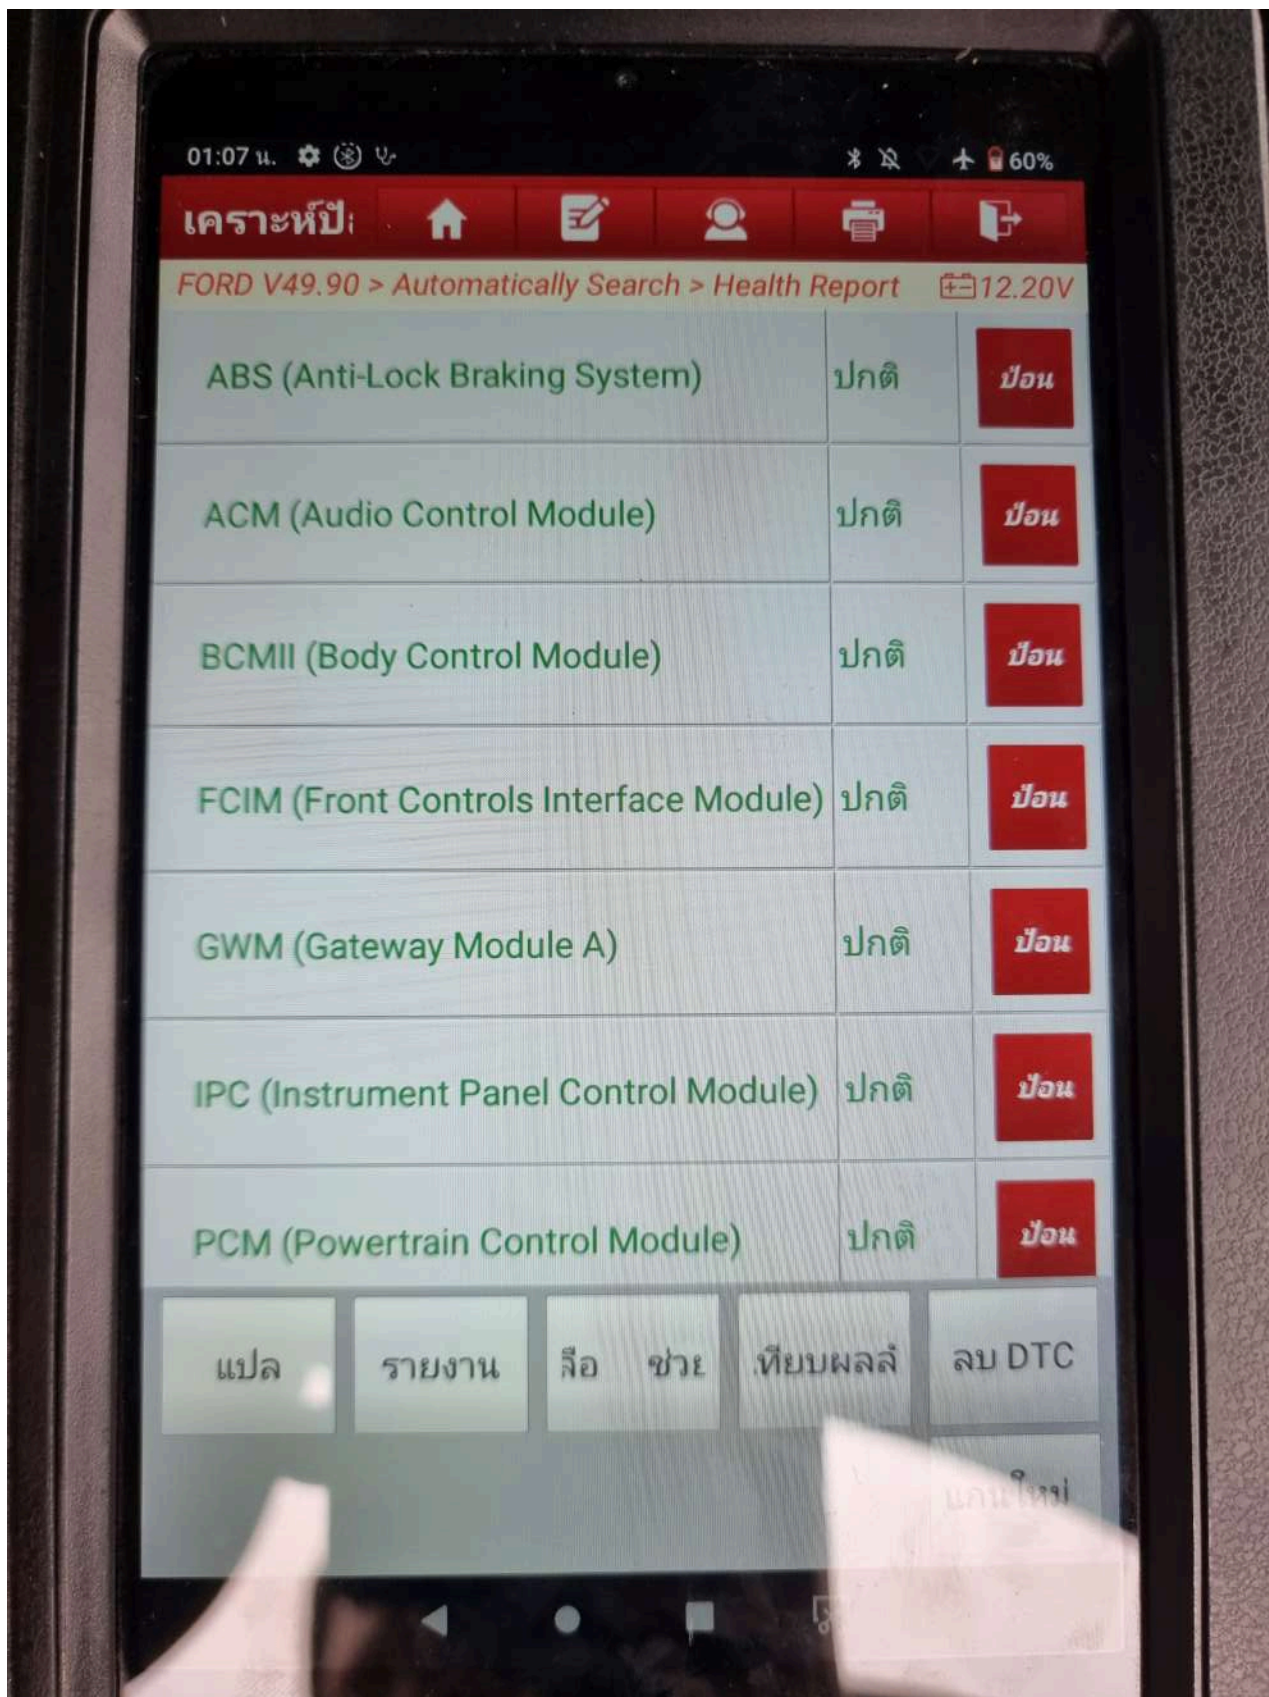 01:07 น. 60%
เคราะห์ปั
FORD V49.90 > Automatically Search > Health Report 12.20V
ABS (Anti-Lock Braking System) ปกติ ป้อน
ACM (Audio Control Module) ปกติ ป้อน
BCMII (Body Control Module) ปกติ ป้อน
FCIM (Front Controls Interface Module) ปกติ ป้อน
GWM (Gateway Module A) ปกติ ป้อน
IPC (Instrument Panel Control Module) ปกติ ป้อน
PCM (Powertrain Control Module) ปกติ ป้อน
แปล รายงาน ลือ ช่วย ทียบผลลั ลบ DTC
แกนใหม่